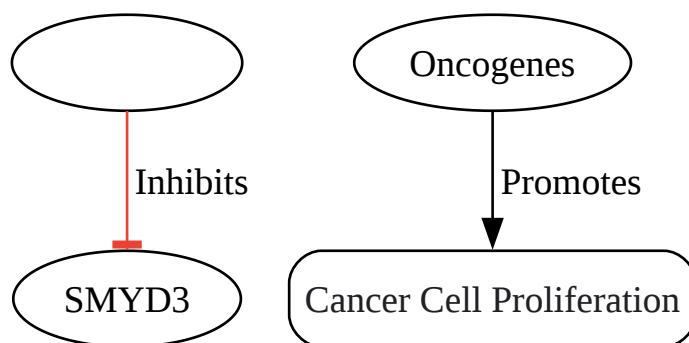 Oncogenes
Inhibits
Promotes
SMYD3
Cancer Cell Proliferation